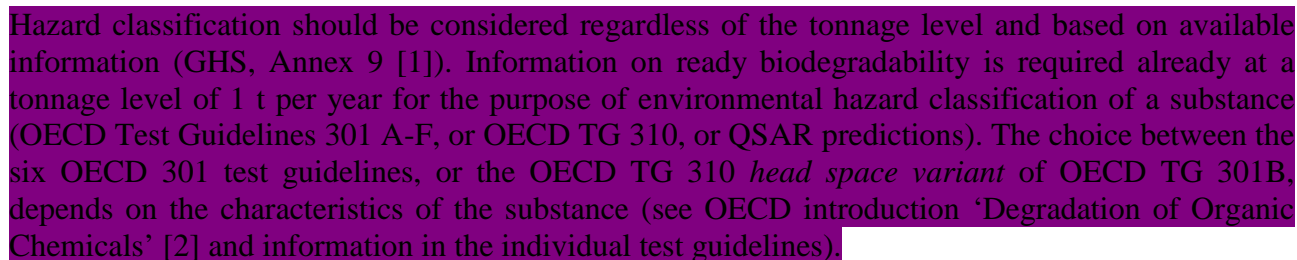 Hazard classification should be considered regardless of the tonnage level and based on available
information (GHS, Annex 9 [1]). Information on ready biodegradability is required already at a
tonnage level of 1 t per year for the purpose of environmental hazard classification of a substance
(OECD Test Guidelines 301 A-F, or OECD TG 310, or QSAR predictions). The choice between the
six OECD 301 test guidelines, or the OECD TG 310 head space variant of OECD TG 301B,
depends on the characteristics of the substance (see OECD introduction ‘Degradation of Organic
Chemicals’ [2] and information in the individual test guidelines).